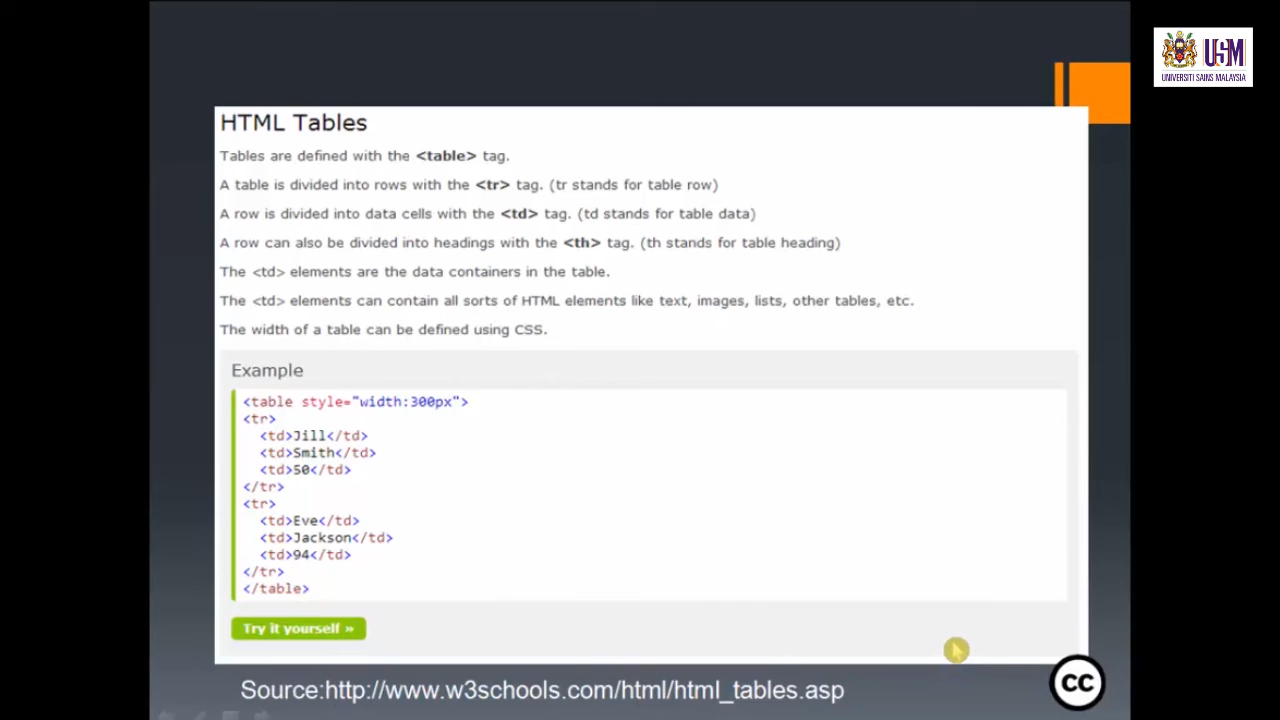 USM
UNIVERSITI SAINS MALAYSIA
HTML Tables
Tables are defined with the <table> tag.
A table is divided into rows with the <tr> tag. (tr stands for table row)
A row is divided into data cells with the <td> tag. (td stands for table data)
A row can also be divided into headings with the <th> tag. (th stands for table heading)
The <td> elements are the data containers in the table.
The <td> elements can contain all sorts of HTML elements like text, images, lists, other tables, etc.
The width of a table can be defined using CSS.
Example
<table style="width:300px">
<tr>
  <td>Jill</td>
  <td>Smith</td>
  <td>50</td>
</tr>
<tr>
  <td>Eve</td>
  <td>Jackson</td>
  <td>94</td>
</tr>
</table>
Try it yourself »
Source:http://www.w3schools.com/html/html_tables.asp
cc